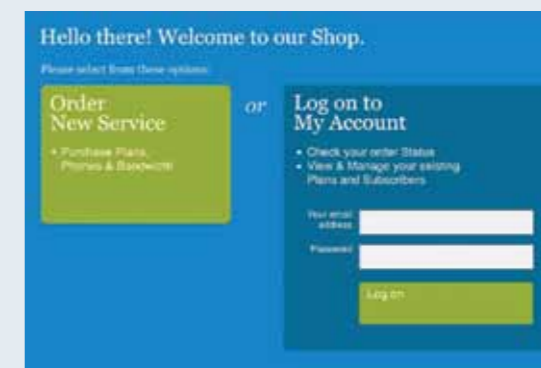 Hello there! Welcome to our Shop.
Please select from these options:
Order
New Service
• Purchase Plans,
Phones & Bandwidth
or
Log on to
My Account
• Check your order Status
• View & Manage your existing
Plans and Subscribers
Your email
address
Password
Log on